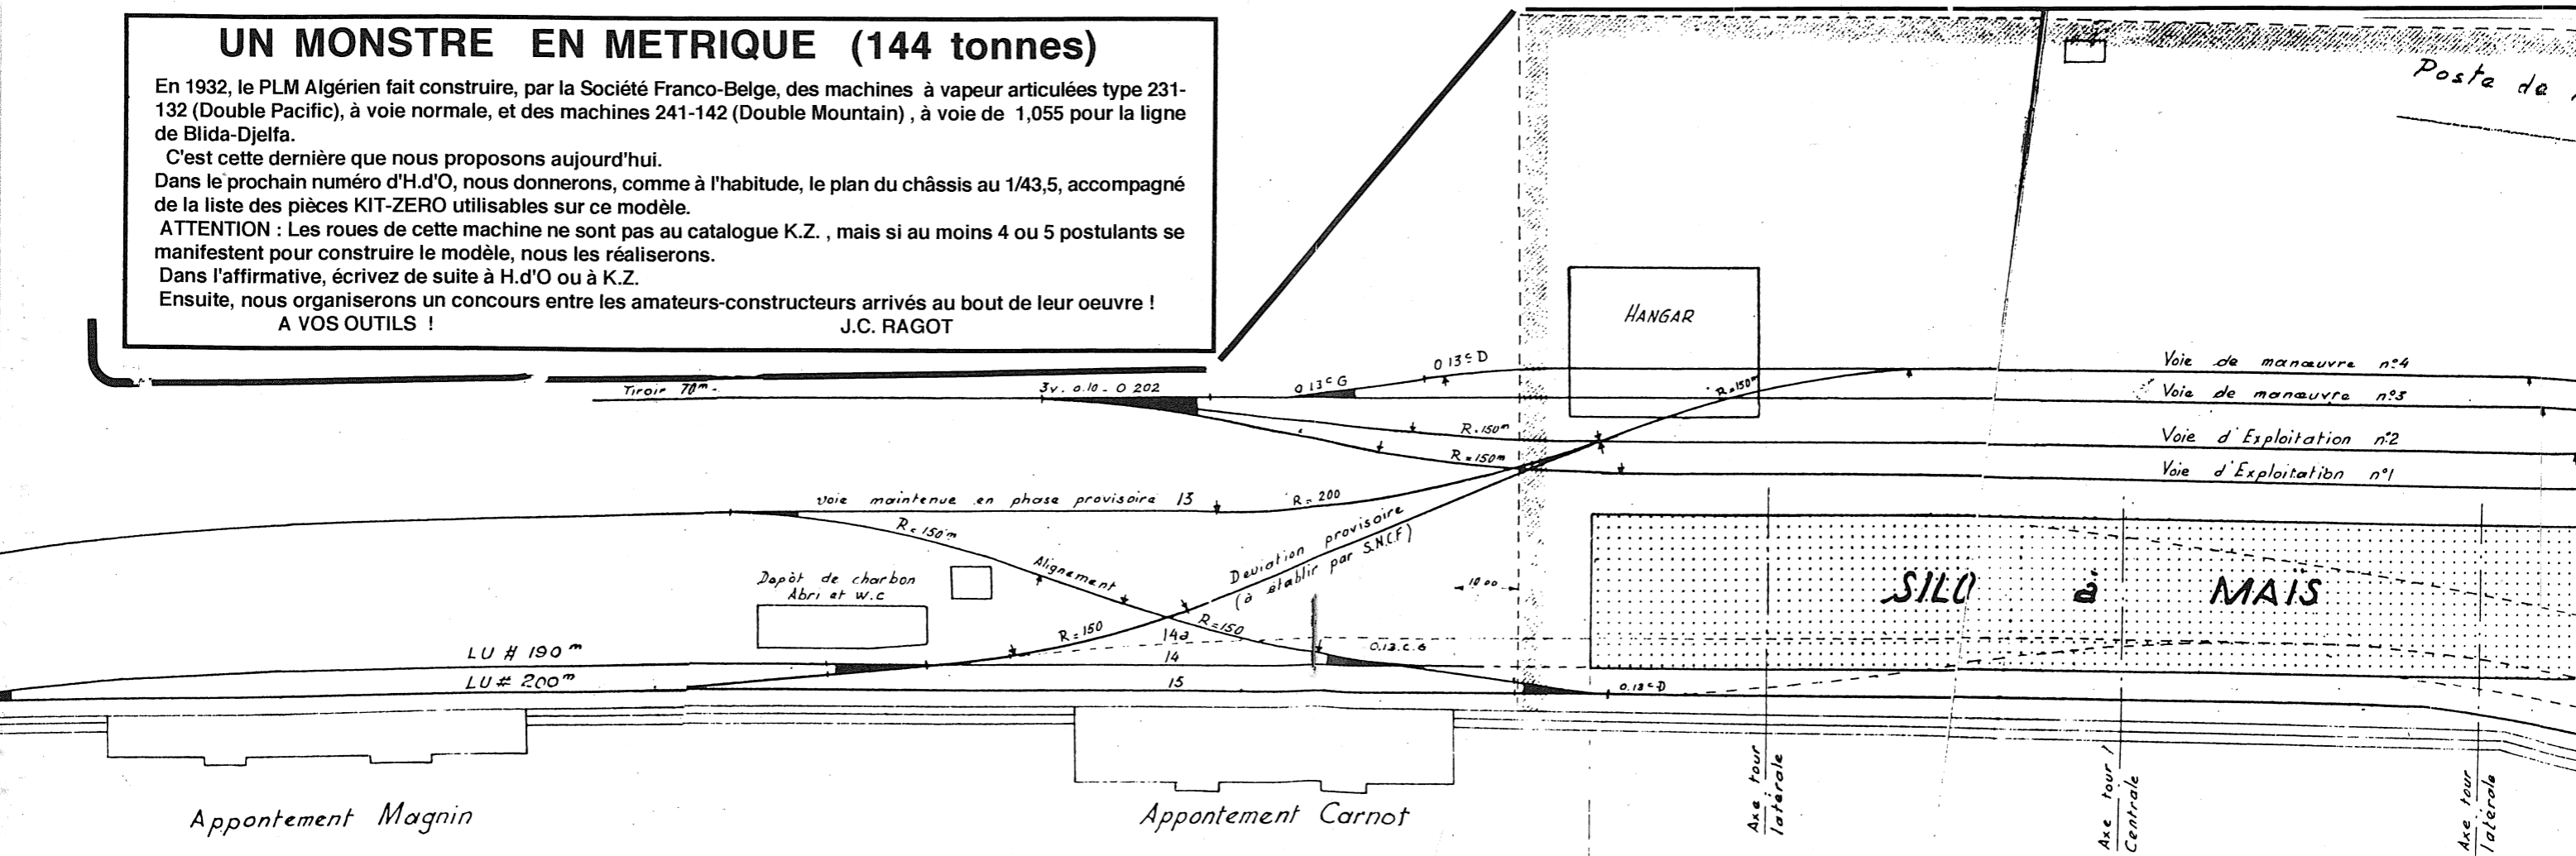 UN MONSTRE EN METRIQUE (144 tonnes)
En 1932, le PLM Algérien fait construire, par la Société Franco-Belge, des machines à vapeur articulées type 231-
132 (Double Pacific), à voie normale, et des machines 241-142 (Double Mountain) , à voie de 1,055 pour la ligne
de Blida-Djelfa.
C'est cette dernière que nous proposons aujourd'hui.
Dans le prochain numéro d'H.d'O, nous donnerons, comme à l'habitude, le plan du châssis au 1/43,5, accompagné
de la liste des pièces KIT-ZERO utilisables sur ce modèle.
ATTENTION : Les roues de cette machine ne sont pas au catalogue K.Z. , mais si au moins 4 ou 5 postulants se
manifestent pour construire le modèle, nous les réaliserons.
Dans l'affirmative, écrivez de suite à H.d'O ou à K.Z.
Ensuite, nous organiserons un concours entre les amateurs-constructeurs arrivés au bout de leur oeuvre !
A VOS OUTILS !
J.C. RAGOT
Poste de
HANGAR
Tiroir 70m.
3v. 0.10 - 0 202
0 13 c G
0 13 c D
R=150m
Voie de manœuvre n°4
Voie de manœuvre n°3
R.150m
Voie d'Exploitation n°2
R=150m
Voie d'Exploitation n°1
voie maintenue en phase provisoire 13
R=200
R=150m
Alignement
Deviation provisoire
(à établir par S.N.C.F)
1000
SILO à MAÏS
Dapôt de charbon
Abri et w.c
R=150
R=150
14a
0.13.c.G
LU # 190 m
14
LU # 200 m
15
0.13 c D
Appontement Magnin
Appontement Carnot
Axe tour
latérale
Axe tour
Centrale
Axe tour
latérale